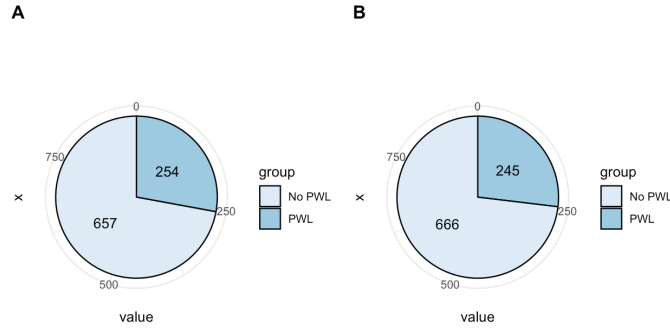 A
0
750
254
657
250
500
x
value
group
No PWL
PWL
B
0
750
245
666
250
500
x
value
group
No PWL
PWL